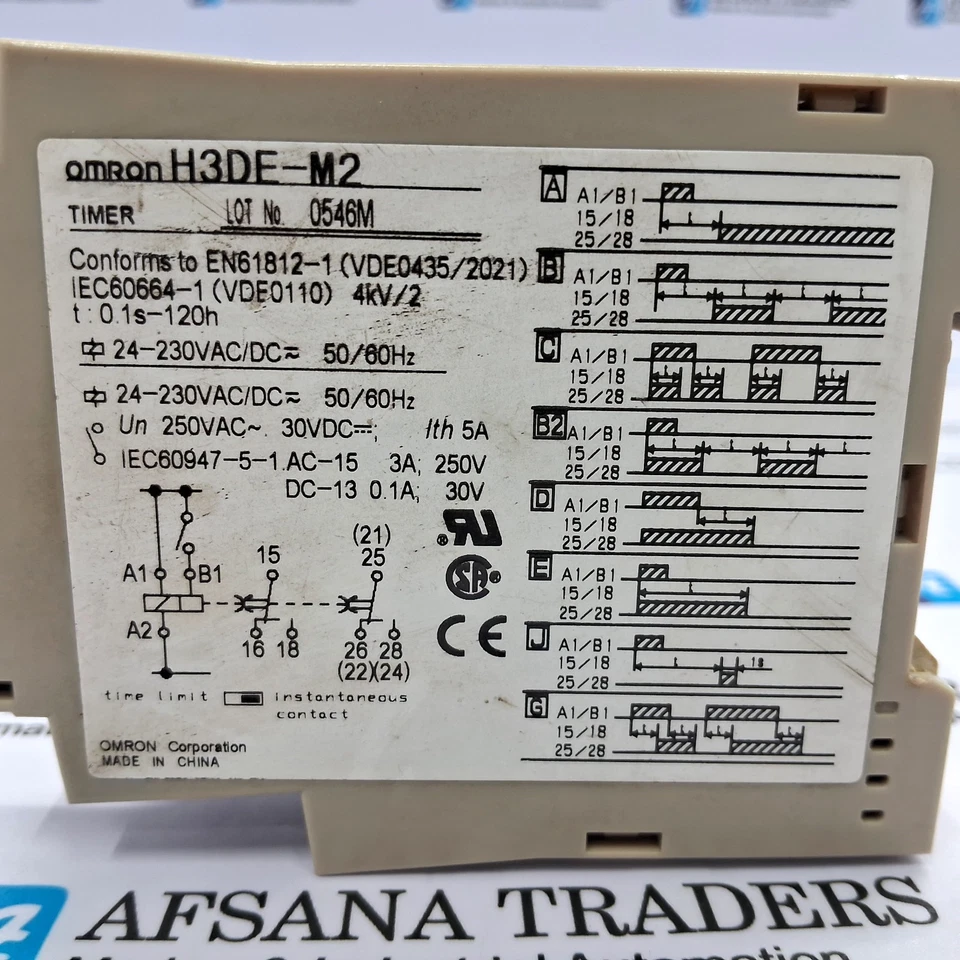 OMRON H3DE-M2
TIMER LOT No. 0546M
Conforms to EN61812-1 (VDE0435/2021)
IEC60664-1 (VDE0110) 4kV/2
t : 0.1s-120h
24-230VAC/DC≂ 50/60Hz
24-230VAC/DC≂ 50/60Hz
Un 250VAC~. 30VDC⎓; Ith 5A
IEC60947-5-1.AC-15 3A; 250V
DC-13 0.1A; 30V
(21)
15 25
A1 B1
A2
16 18 26 28
(22)(24)
time limit instantaneous
contact
OMRON Corporation
MADE IN CHINA
RU
SA
CE
A A1/B1
15/18 t
25/28
B A1/B1
15/18 t t t t
25/28
C A1/B1
15/18 t t t t
25/28
B2 A1/B1
15/18 t t t t
25/28
D A1/B1
15/18 t
25/28
E A1/B1
15/18 t
25/28
J A1/B1
15/18 t 1s
25/28
G A1/B1
15/18 t t t t
25/28
AFSANA TRADERS